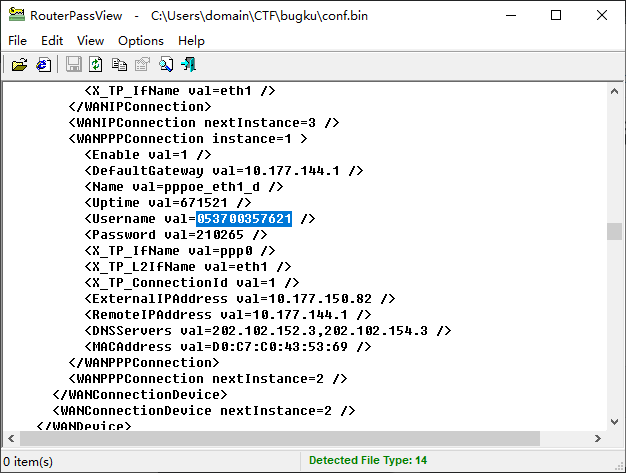 RouterPassView - C:\Users\domain\CTF\bugku\conf.bin
File Edit View Options Help
<X_TP_IfName val=eth1 />
</WANIPConnection>
<WANIPConnection nextInstance=3 />
<WANPPPConnection instance=1 >
<Enable val=1 />
<DefaultGateway val=10.177.144.1 />
<Name val=pppoe_eth1_d />
<Uptime val=671521 />
<Username val=053700357621 />
<Password val=210265 />
<X_TP_IfName val=ppp0 />
<X_TP_L2IfName val=eth1 />
<X_TP_ConnectionId val=1 />
<ExternalIPAddress val=10.177.150.82 />
<RemoteIPAddress val=10.177.144.1 />
<DNSServers val=202.102.152.3,202.102.154.3 />
<MACAddress val=D0:C7:C0:43:53:69 />
</WANPPPConnection>
<WANPPPConnection nextInstance=2 />
</WANConnectionDevice>
<WANConnectionDevice nextInstance=2 />
</WANDevice>
0 item(s)
Detected File Type: 14